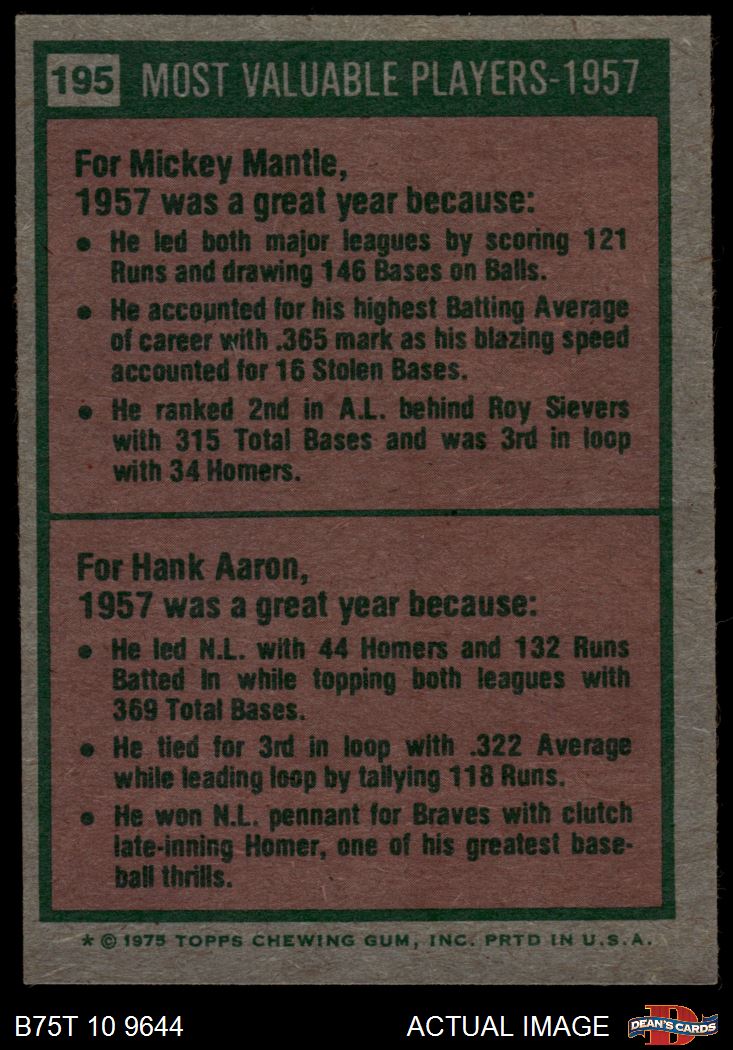 195 MOST VALUABLE PLAYERS-1957
For Mickey Mantle,
1957 was a great year because:
• He led both major leagues by scoring 121
Runs and drawing 146 Bases on Balls.
• He accounted for his highest Batting Average
of career with .365 mark as his blazing speed
accounted for 16 Stolen Bases.
• He ranked 2nd in A.L. behind Roy Sievers
with 315 Total Bases and was 3rd in loop
with 34 Homers.
For Hank Aaron,
1957 was a great year because:
• He led N.L. with 44 Homers and 132 Runs
Batted In while topping both leagues with
369 Total Bases.
• He tied for 3rd in loop with .322 Average
while leading loop by tallying 118 Runs.
• He won N.L. pennant for Braves with clutch
late-inning Homer, one of his greatest base-
ball thrills.
* © 1975 TOPPS CHEWING GUM, INC. PRTD IN U.S.A.
B75T 10 9644 ACTUAL IMAGE D DEAN'S CARDS